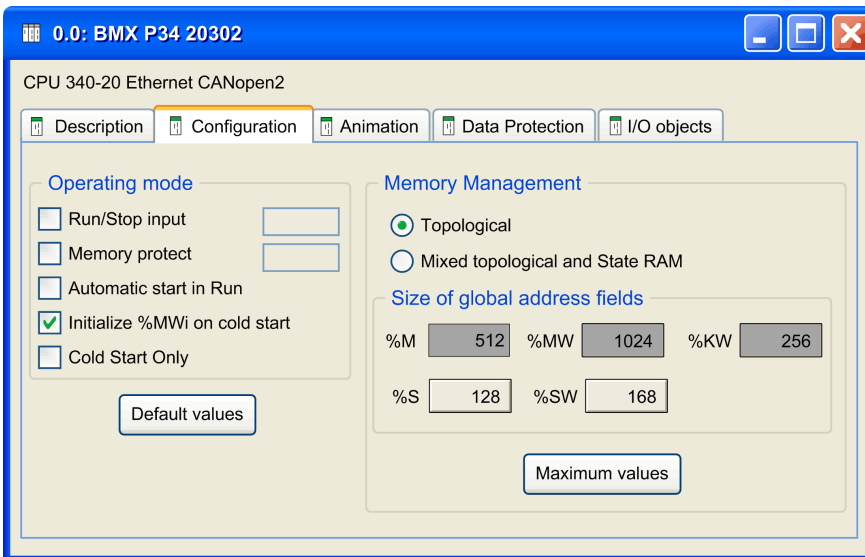 0.0: BMX P34 20302
CPU 340-20 Ethernet CANopen2
Description Configuration Animation Data Protection I/O objects
Operating mode
Run/Stop input
Memory protect
Automatic start in Run
Initialize %MWi on cold start
Cold Start Only
Default values
Memory Management
Topological
Mixed topological and State RAM
Size of global address fields
%M 512 %MW 1024 %KW 256
%S 128 %SW 168
Maximum values